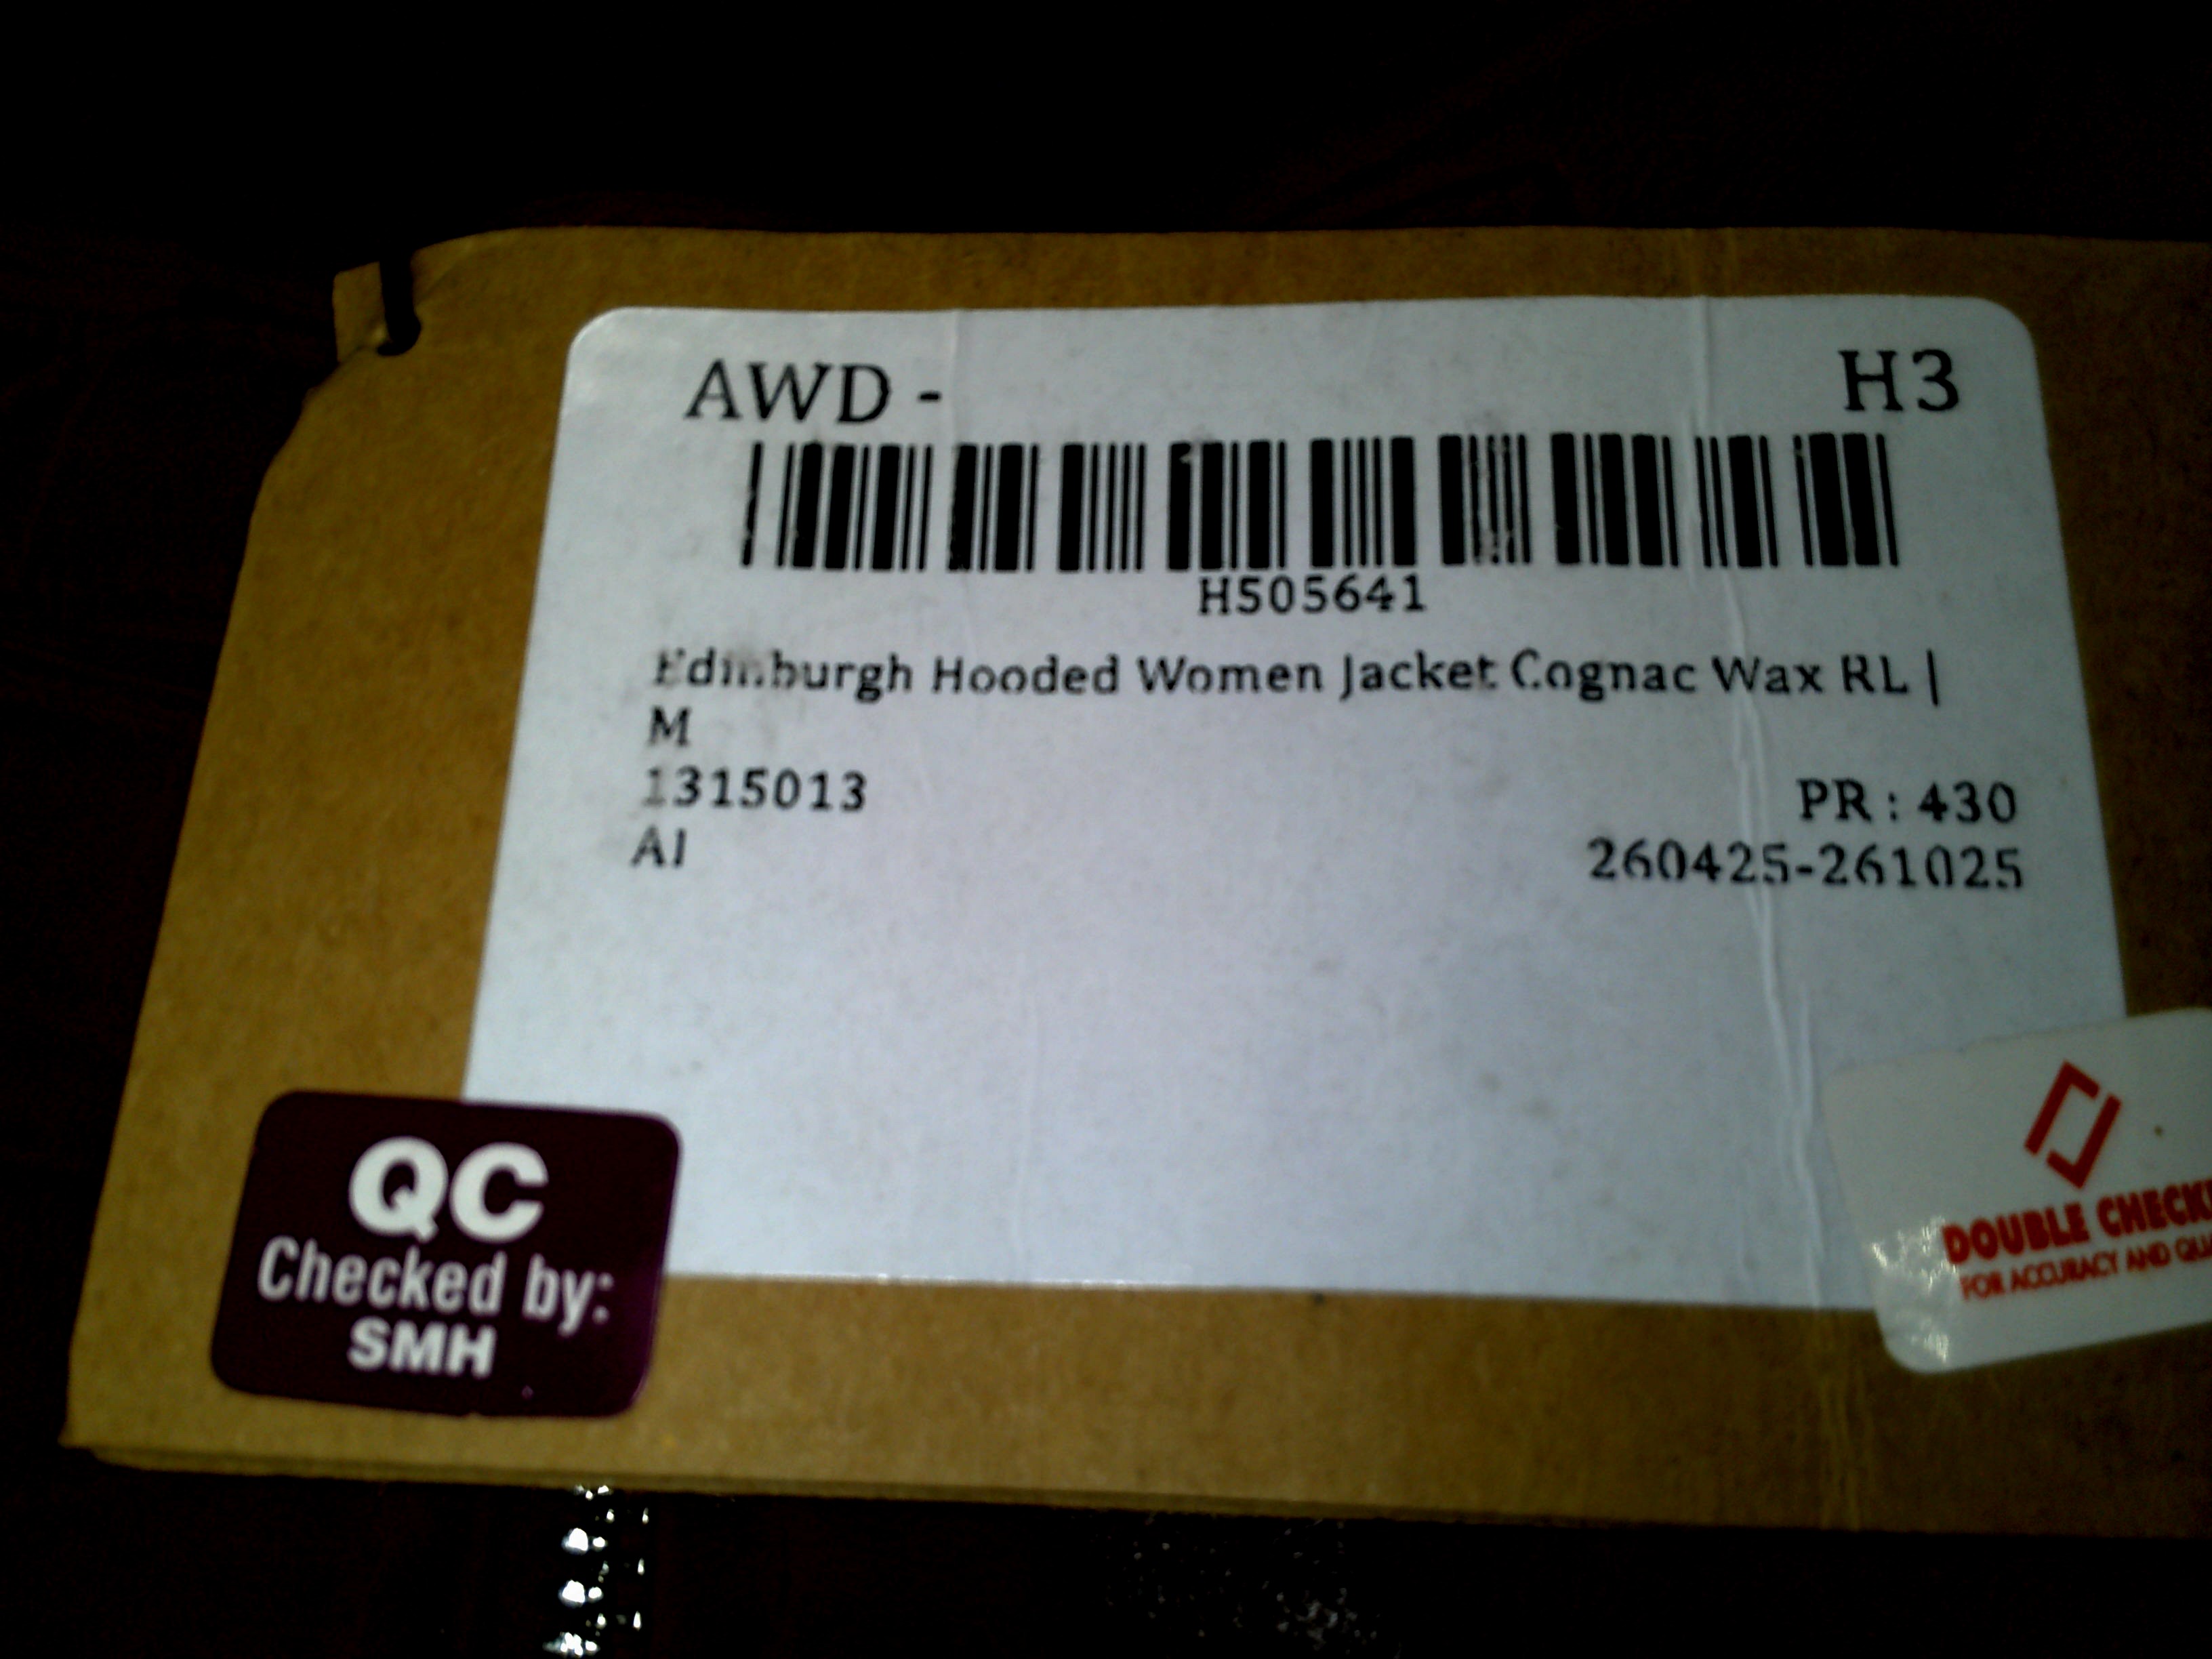 AWD - H3
H505641
Edinburgh Hooded Women Jacket Cognac Wax RL |
M
1315013 PR : 430
AI 260425-261025
QC
Checked by:
SMH
DOUBLE CHECK
FOR ACCURACY AND